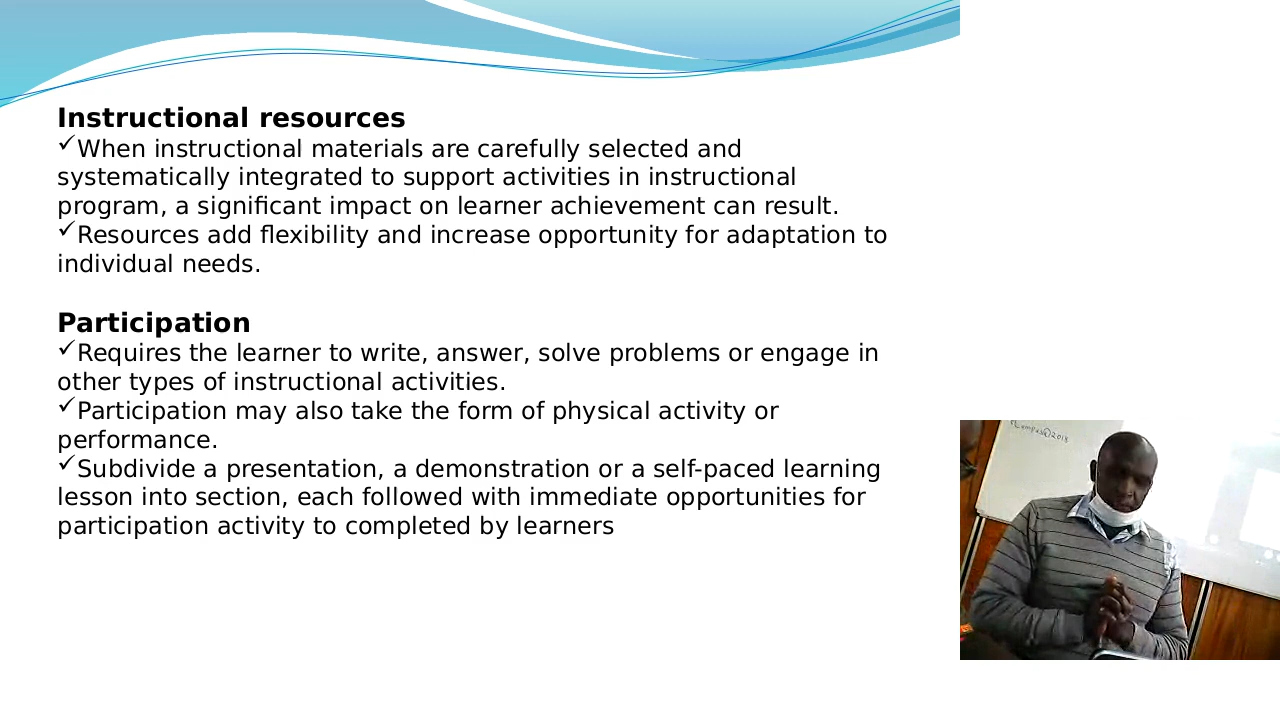 Instructional resources
✓When instructional materials are carefully selected and
systematically integrated to support activities in instructional
program, a significant impact on learner achievement can result.
✓Resources add flexibility and increase opportunity for adaptation to
individual needs.
Participation
✓Requires the learner to write, answer, solve problems or engage in
other types of instructional activities.
✓Participation may also take the form of physical activity or
performance.
✓Subdivide a presentation, a demonstration or a self-paced learning
lesson into section, each followed with immediate opportunities for
participation activity to completed by learners